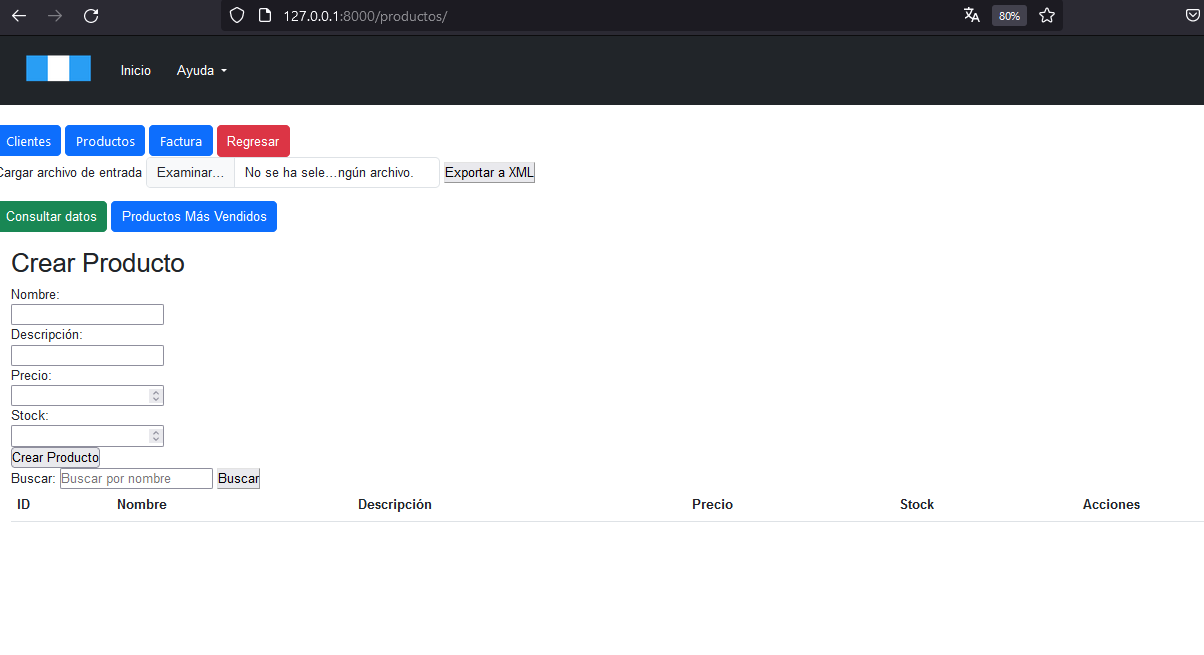 127.0.0.1:8000/productos/ 80%
Inicio Ayuda
Clientes Productos Factura Regresar
Cargar archivo de entrada Examinar... No se ha sele...ngún archivo. Exportar a XML
Consultar datos Productos Más Vendidos
Crear Producto
Nombre:
Descripción:
Precio:
Stock:
Crear Producto
Buscar: Buscar por nombre Buscar
ID Nombre Descripción Precio Stock Acciones